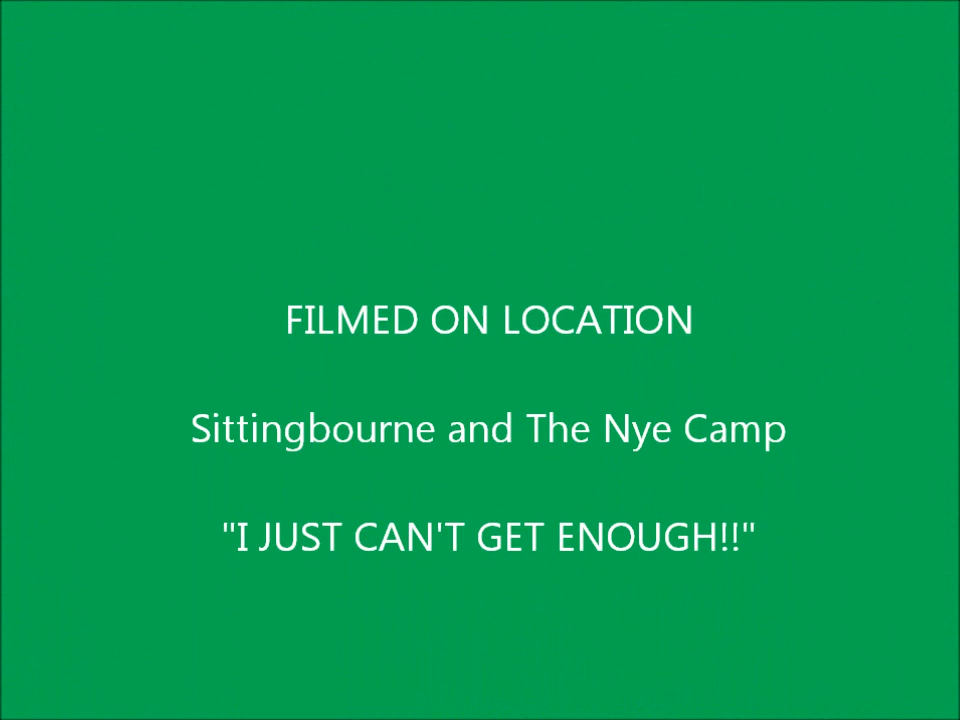 FILMED ON LOCATION
Sittingbourne and The Nye Camp
"I JUST CAN'T GET ENOUGH!!"